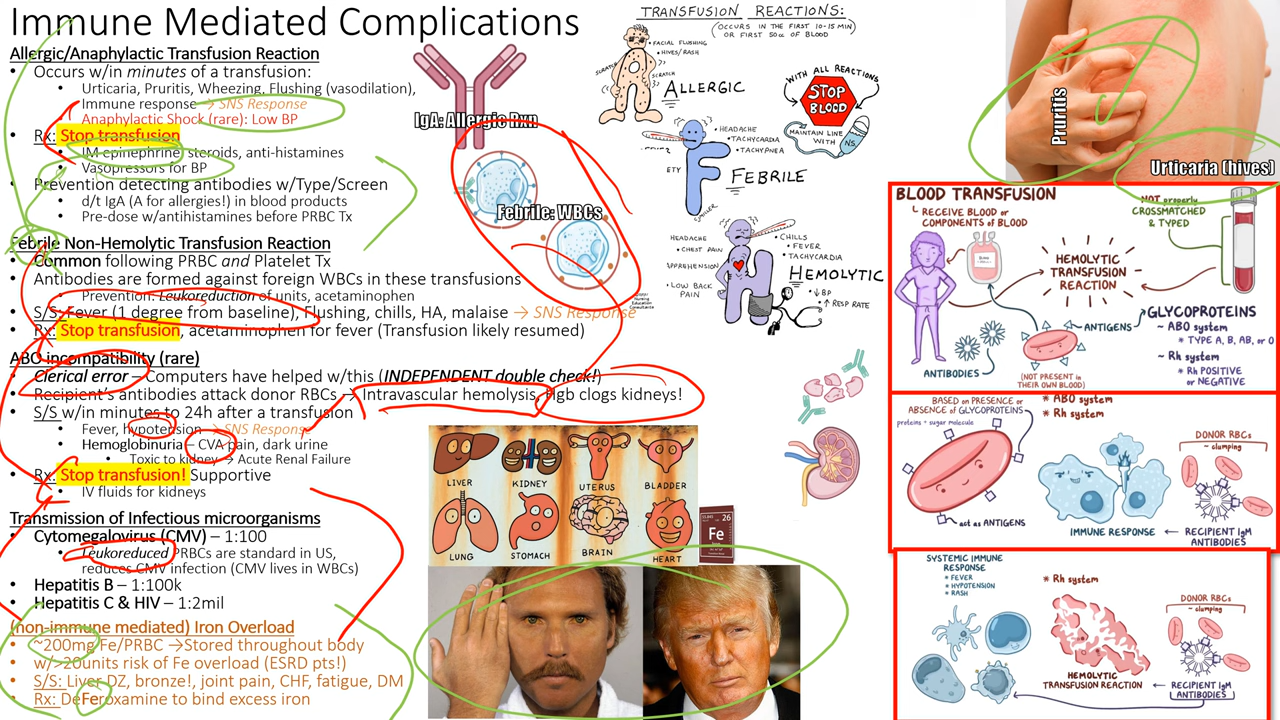 Immune Mediated Complications
Allergic/Anaphylactic Transfusion Reaction
• Occurs w/in minutes of a transfusion:
• Urticaria, Pruritis, Wheezing, Flushing (vasodilation),
Immune response → SNS Response
Anaphylactic Shock (rare): Low BP
• Rx: Stop transfusion
• IM epinephrine, steroids, anti-histamines
• Vasopressors for BP
• Prevention detecting antibodies w/Type/Screen
• d/t IgA (A for allergies!) in blood products
• Pre-dose w/antihistamines before PRBC Tx
Febrile Non-Hemolytic Transfusion Reaction
• Common following PRBC and Platelet Tx
• Antibodies are formed against foreign WBCs in these transfusions
• Prevention: Leukoreduction of units, acetaminophen
• S/S: Fever (1 degree from baseline), Flushing, chills, HA, malaise → SNS Response
• Rx: Stop transfusion, acetaminophen for fever (Transfusion likely resumed)
ABO incompatibility (rare)
• Clerical error – Computers have helped w/this (INDEPENDENT double check!)
• Recipient's antibodies attack donor RBCs → Intravascular hemolysis, Hgb clogs kidneys!
• S/S w/in minutes to 24h after a transfusion
• Fever, hypotension → SNS Response
• Hemoglobinuria – CVA pain, dark urine
• Toxic to kidney → Acute Renal Failure
• Rx: Stop transfusion! Supportive
• IV fluids for kidneys
Transmission of Infectious microorganisms
• Cytomegalovirus (CMV) – 1:100
• Leukoreduced PRBCs are standard in US,
reduces CMV infection (CMV lives in WBCs)
• Hepatitis B – 1:100k
• Hepatitis C & HIV – 1:2mil
(non-immune mediated) Iron Overload
• ~200mg Fe/PRBC →Stored throughout body
• w/~20units risk of Fe overload (ESRD pts!)
• S/S: Liver DZ, bronze!, joint pain, CHF, fatigue, DM
• Rx: DeFeroxamine to bind excess iron
IgA: Allergic Rxn
Febrile: WBCs
TRANSFUSION REACTIONS:
(OCCURS IN THE FIRST 10-15 MIN
OR FIRST 50cc OF BLOOD)
• FACIAL FLUSHING
• HIVES/RASH
SCRATCH
SCRATCH
ALLERGIC
WITH ALL REACTIONS
STOP
BLOOD
MAINTAIN LINE
WITH
NS
• HEADACHE
• TACHYCARDIA
• TACHYPNEA
ETY
FEBRILE
HEADACHE
• CHEST PAIN
PPREHENSION
• LOW BACK
PAIN
• CHILLS
• FEVER
• TACHYCARDIA
HEMOLYTIC
• ↓BP
• ↑ RESP RATE
Nursing
Education
Consultants
LIVER
KIDNEY
UTERUS
BLADDER
LUNG
STOMACH
BRAIN
HEART
26
Fe
Pruritis
Urticaria (hives)
BLOOD TRANSFUSION
RECEIVE BLOOD or
COMPONENTS of BLOOD
HEMOLYTIC
TRANSFUSION
REACTION
NOT properly
CROSSMATCHED
& TYPED
ANTIBODIES
ANTIGENS
(NOT PRESENT in
THEIR OWN BLOOD)
GLYCOPROTEINS
~ ABO system
* TYPE A, B, AB, or O
~ Rh system
* Rh POSITIVE
or NEGATIVE
BASED on PRESENCE or
ABSENCE of GLYCOPROTEINS
proteins + sugar molecule
act as ANTIGENS
* ABO system
* Rh system
IMMUNE RESPONSE
DONOR RBCs
~ clumping
← RECIPIENT IgM
ANTIBODIES
SYSTEMIC IMMUNE
RESPONSE
* FEVER
* HYPOTENSION
* RASH
* Rh system
HEMOLYTIC
TRANSFUSION REACTION
DONOR RBCs
~ clumping
← RECIPIENT IgM
ANTIBODIES